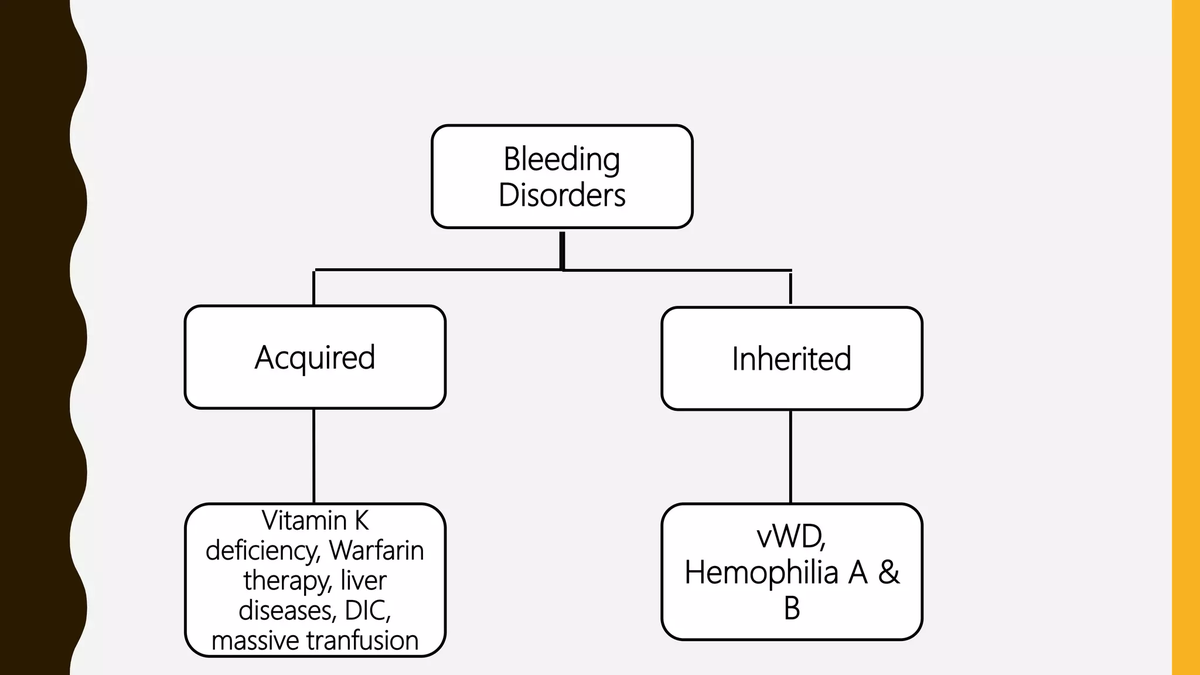 Bleeding
Disorders
Acquired
Inherited
Vitamin K
deficiency, Warfarin
therapy, liver
diseases, DIC,
massive tranfusion
vWD,
Hemophilia A &
B